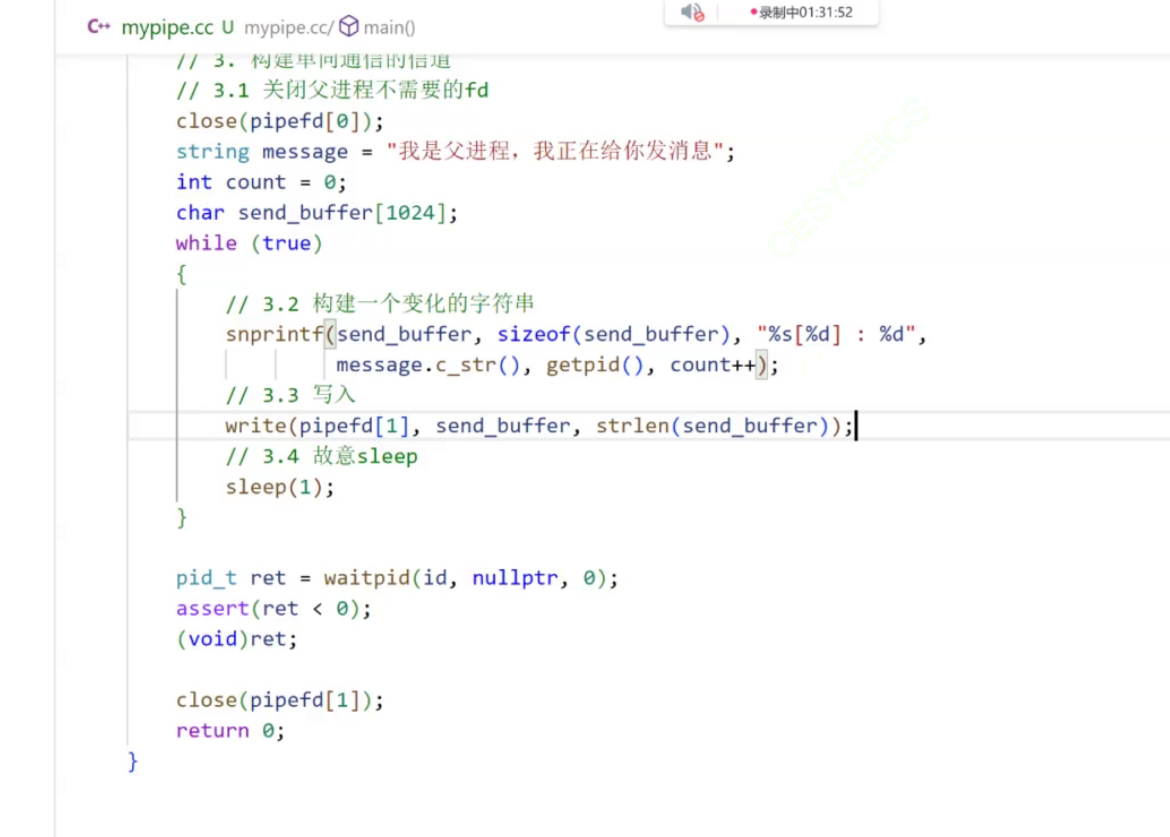 C++ mypipe.cc U mypipe.cc/ main()
录制中01:31:52
// 3. 构建单向通信的信道
// 3.1 关闭父进程不需要的fd
close(pipefd[0]);
string message = "我是父进程，我正在给你发消息";
int count = 0;
char send_buffer[1024];
while (true)
{
// 3.2 构建一个变化的字符串
snprintf(send_buffer, sizeof(send_buffer), "%s[%d] : %d",
message.c_str(), getpid(), count++);
// 3.3 写入
write(pipefd[1], send_buffer, strlen(send_buffer));
// 3.4 故意sleep
sleep(1);
}
pid_t ret = waitpid(id, nullptr, 0);
assert(ret < 0);
(void)ret;
close(pipefd[1]);
return 0;
}